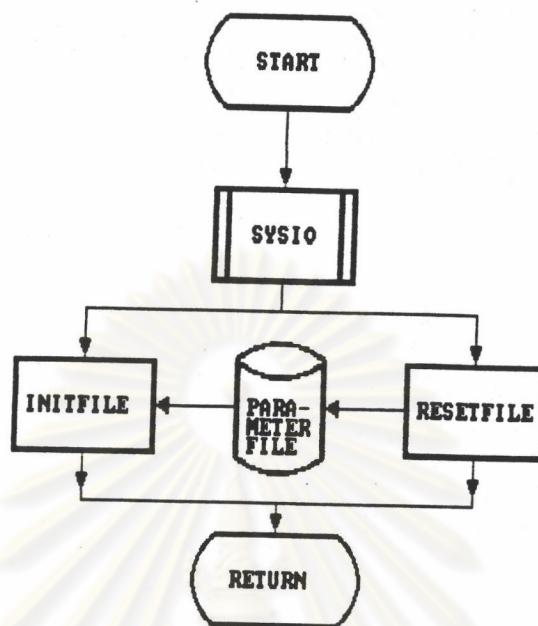 START
SYSIO
INITFILE
PARA-
METER
FILE
RESETFILE
RETURN